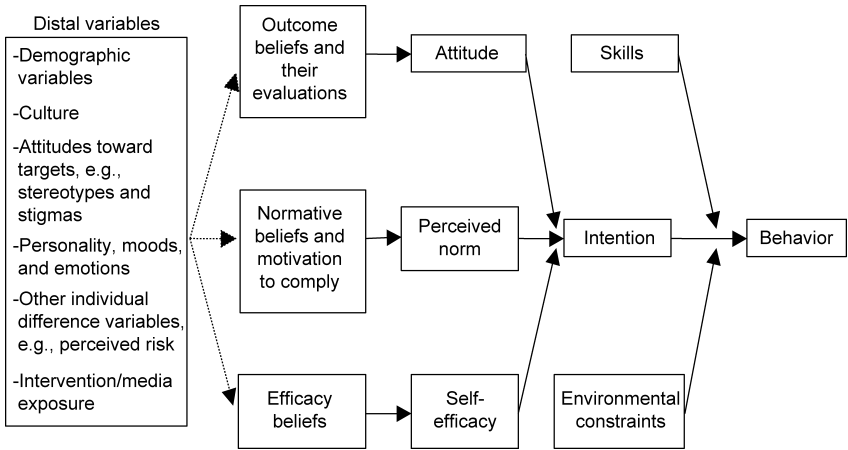 Distal variables
-Demographic
variables
-Culture
-Attitudes toward
targets, e.g.,
stereotypes and
stigmas
-Personality, moods,
and emotions
-Other individual
difference variables,
e.g., perceived risk
-Intervention/media
exposure
Outcome
beliefs and
their
evaluations
Attitude
Skills
Normative
beliefs and
motivation
to comply
Perceived
norm
Intention
Behavior
Efficacy
beliefs
Self-
efficacy
Environmental
constraints